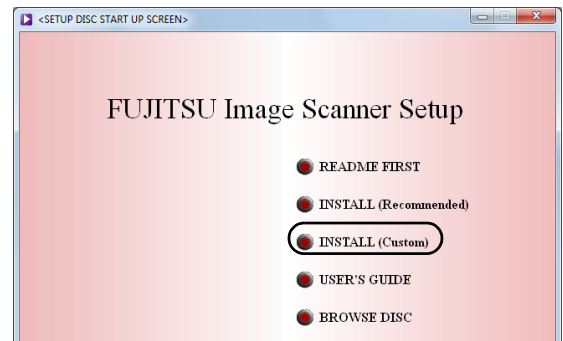 <SETUP DISC START UP SCREEN>
FUJITSU Image Scanner Setup
README FIRST
INSTALL (Recommended)
INSTALL (Custom)
USER'S GUIDE
BROWSE DISC